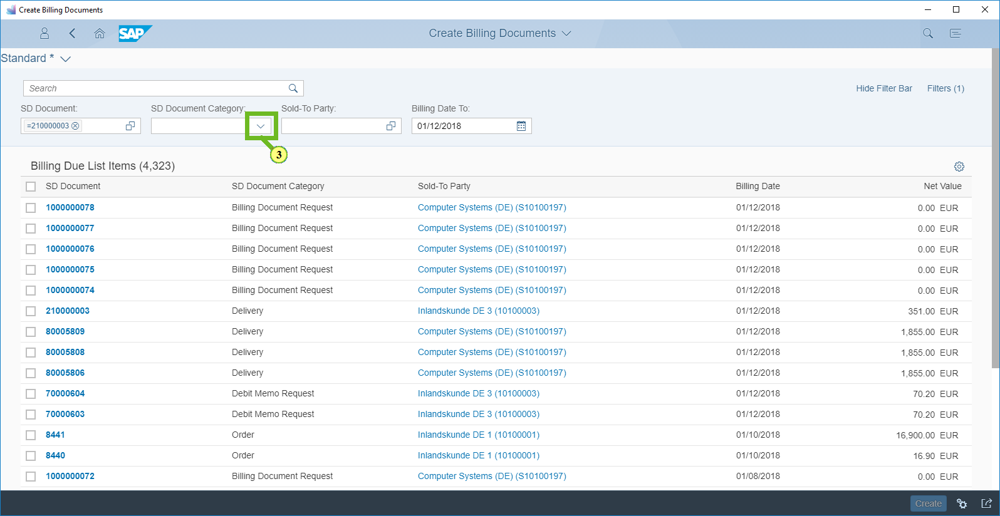 Create Billing Documents
SAP
Create Billing Documents
Standard *
Search
Hide Filter Bar
Filters (1)
SD Document:
SD Document Category:
Sold-To Party:
Billing Date To:
=210000003
01/12/2018
3
Billing Due List Items (4,323)
SD Document SD Document Category Sold-To Party Billing Date Net Value
1000000078 Billing Document Request Computer Systems (DE) (S10100197) 01/12/2018 0.00 EUR
1000000077 Billing Document Request Computer Systems (DE) (S10100197) 01/12/2018 0.00 EUR
1000000076 Billing Document Request Computer Systems (DE) (S10100197) 01/12/2018 0.00 EUR
1000000075 Billing Document Request Computer Systems (DE) (S10100197) 01/12/2018 0.00 EUR
1000000074 Billing Document Request Computer Systems (DE) (S10100197) 01/12/2018 0.00 EUR
210000003 Delivery Inlandskunde DE 3 (10100003) 01/12/2018 351.00 EUR
80005809 Delivery Computer Systems (DE) (S10100197) 01/12/2018 1,855.00 EUR
80005808 Delivery Computer Systems (DE) (S10100197) 01/12/2018 1,855.00 EUR
80005806 Delivery Computer Systems (DE) (S10100197) 01/12/2018 1,855.00 EUR
70000604 Debit Memo Request Inlandskunde DE 3 (10100003) 01/12/2018 70.20 EUR
70000603 Debit Memo Request Inlandskunde DE 3 (10100003) 01/12/2018 70.20 EUR
8441 Order Inlandskunde DE 1 (10100001) 01/10/2018 16,900.00 EUR
8440 Order Inlandskunde DE 1 (10100001) 01/10/2018 16.90 EUR
1000000072 Billing Document Request Computer Systems (DE) (S10100197) 01/08/2018 0.00 EUR
Create